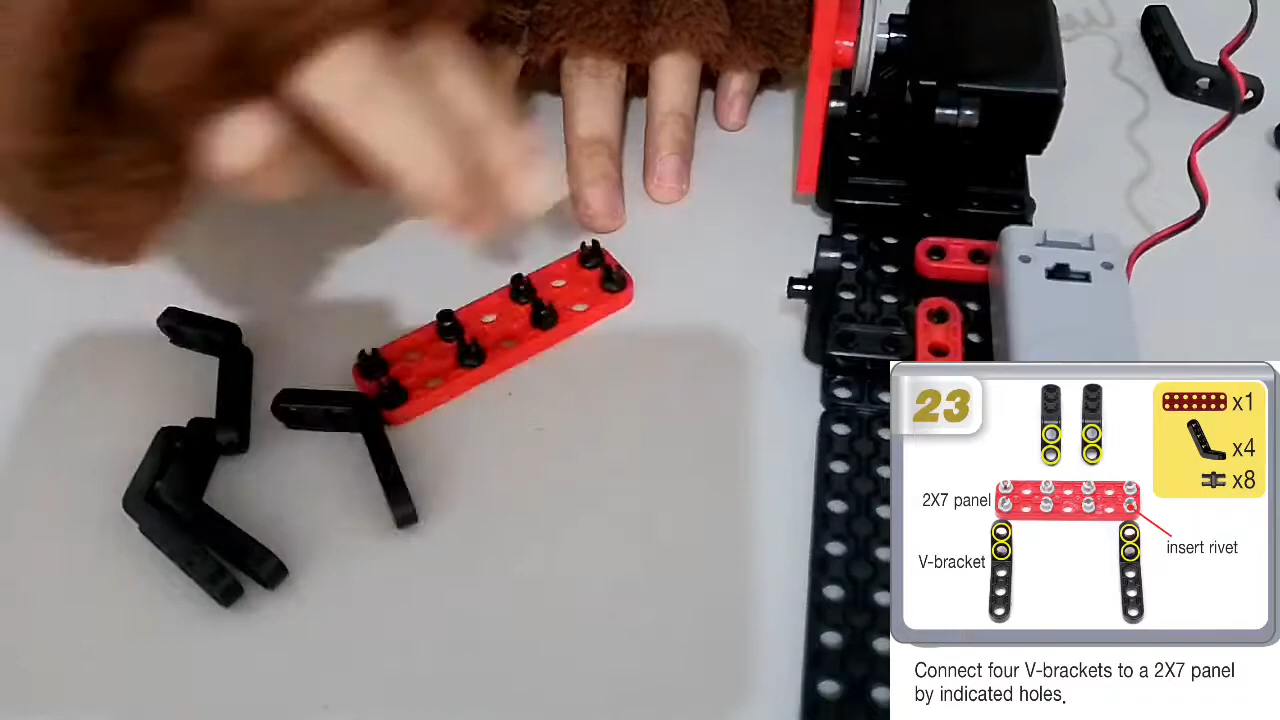 23
x1
x4
x8
2X7 panel
insert rivet
V-bracket
Connect four V-brackets to a 2X7 panel
by indicated holes.